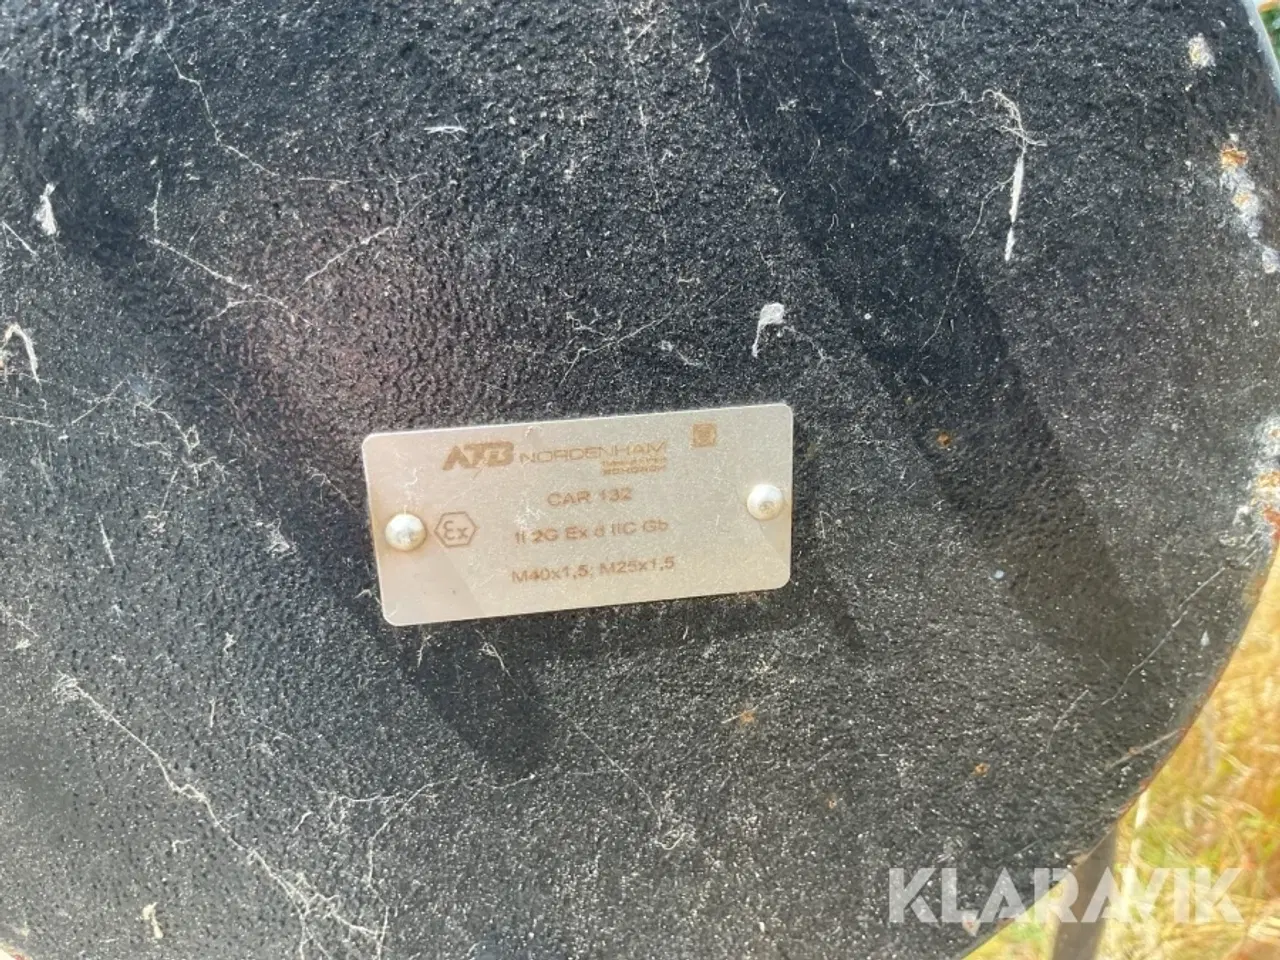 ATB NORDENHAM
CAR 132
Ex
II 2G Ex d IIC Gb
M40x1,5; M25x1,5
KLARAVIK